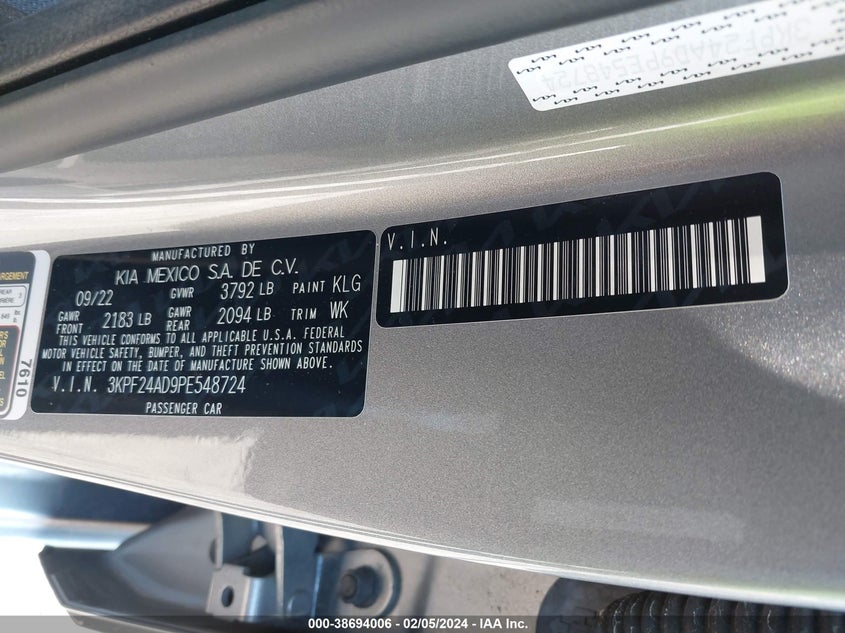 3KPF24AD9PE548724
V.I.N.
MANUFACTURED BY
KIA MEXICO S.A. DE C.V.
09/22 GVWR 3792 LB PAINT KLG
GAWR FRONT 2183 LB GAWR REAR 2094 LB TRIM WK
THIS VEHICLE CONFORMS TO ALL APPLICABLE U.S.A. FEDERAL
MOTOR VEHICLE SAFETY, BUMPER, AND THEFT PREVENTION STANDARDS
IN EFFECT ON THE DATE OF MANUFACTURE SHOWN ABOVE.
V.I.N. 3KPF24AD9PE548724
PASSENGER CAR
REAR
7610
000-38694006 - 02/05/2024 - IAA Inc.